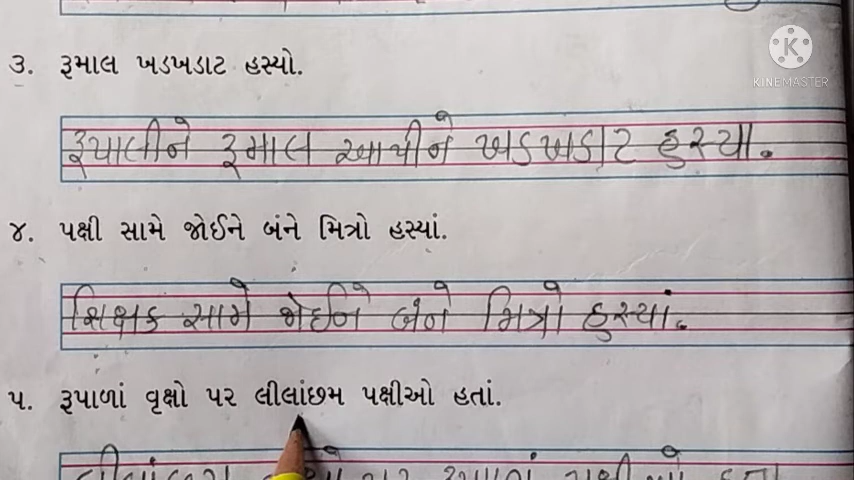 KINEMASTER
૩. રૂમાલ ખડખડાટ હસ્યો.
રૂપાલીને રૂમાલ આપીને ખડખડાટ હસ્યા.
૪. પક્ષી સામે જોઈને બંને મિત્રો હસ્યાં.
શિક્ષક સામે જોઈને બંને મિત્રો હસ્યાં.
૫. રૂપાળાં વૃક્ષો પર લીલાંછમ પક્ષીઓ હતાં.